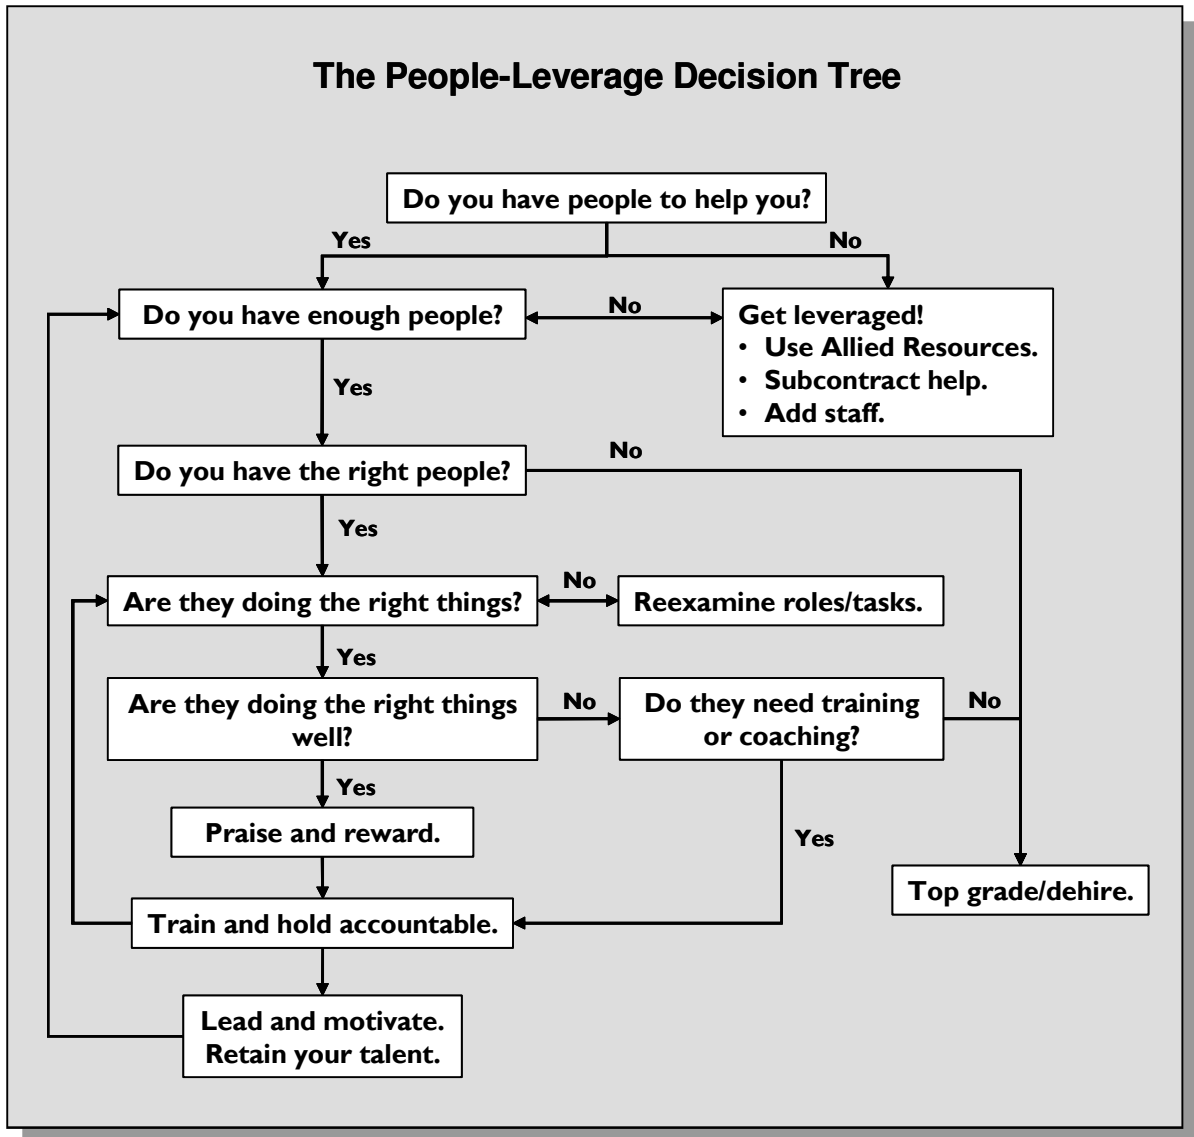 The People-Leverage Decision Tree
Do you have people to help you?
Yes
No
Do you have enough people?
No
Get leveraged!
• Use Allied Resources.
• Subcontract help.
• Add staff.
Yes
Do you have the right people?
No
Yes
Are they doing the right things?
No
Reexamine roles/tasks.
Yes
Are they doing the right things
well?
No
Do they need training
or coaching?
No
Yes
Praise and reward.
Yes
Top grade/dehire.
Train and hold accountable.
Lead and motivate.
Retain your talent.